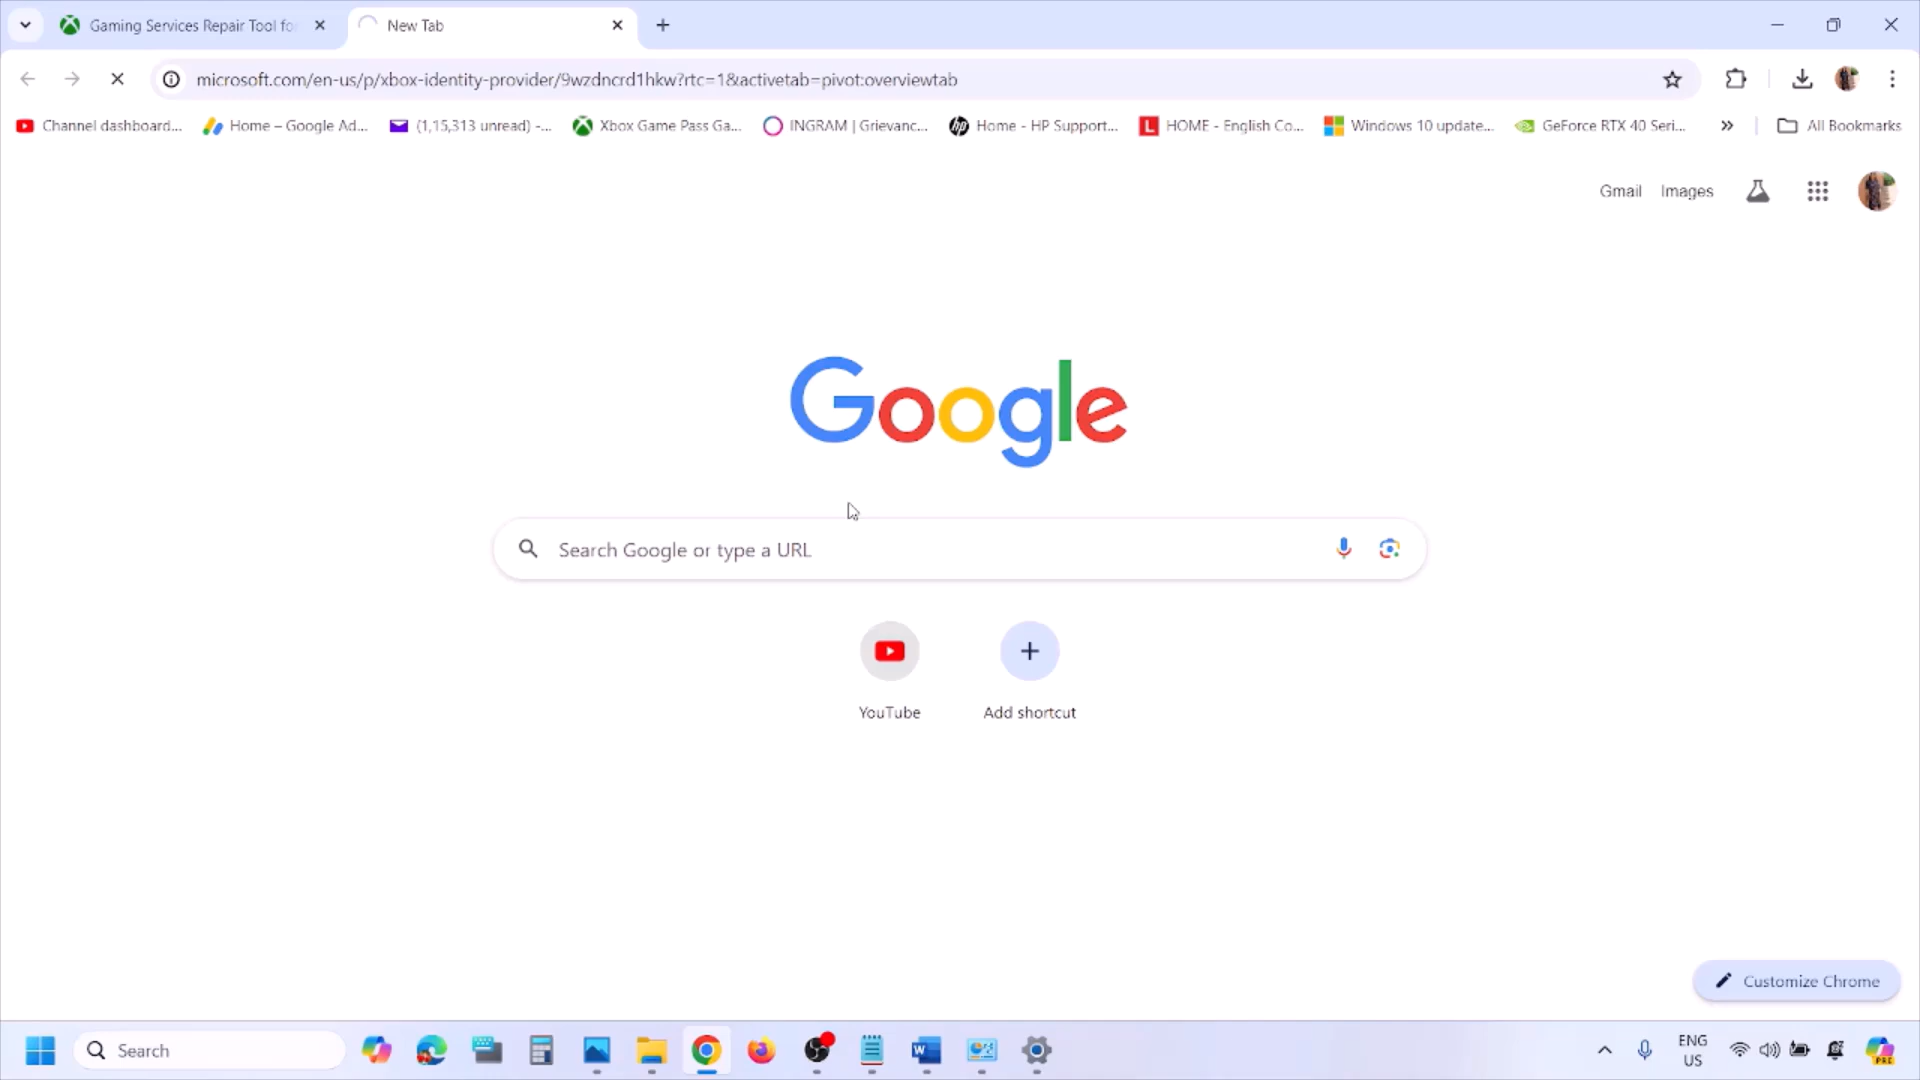 Gaming Services Repair Tool fo
New Tab
microsoft.com/en-us/p/xbox-identity-provider/9wzdncrd1hkw?rtc=1&activetab=pivot:overviewtab
Channel dashboard... Home – Google Ad... (1,15,313 unread) -... Xbox Game Pass Ga... INGRAM | Grievanc... Home - HP Support... HOME - English Co... Windows 10 update... GeForce RTX 40 Seri... » All Bookmarks
Gmail Images
Google
Search Google or type a URL
YouTube Add shortcut
Customize Chrome
Search
ENG
US